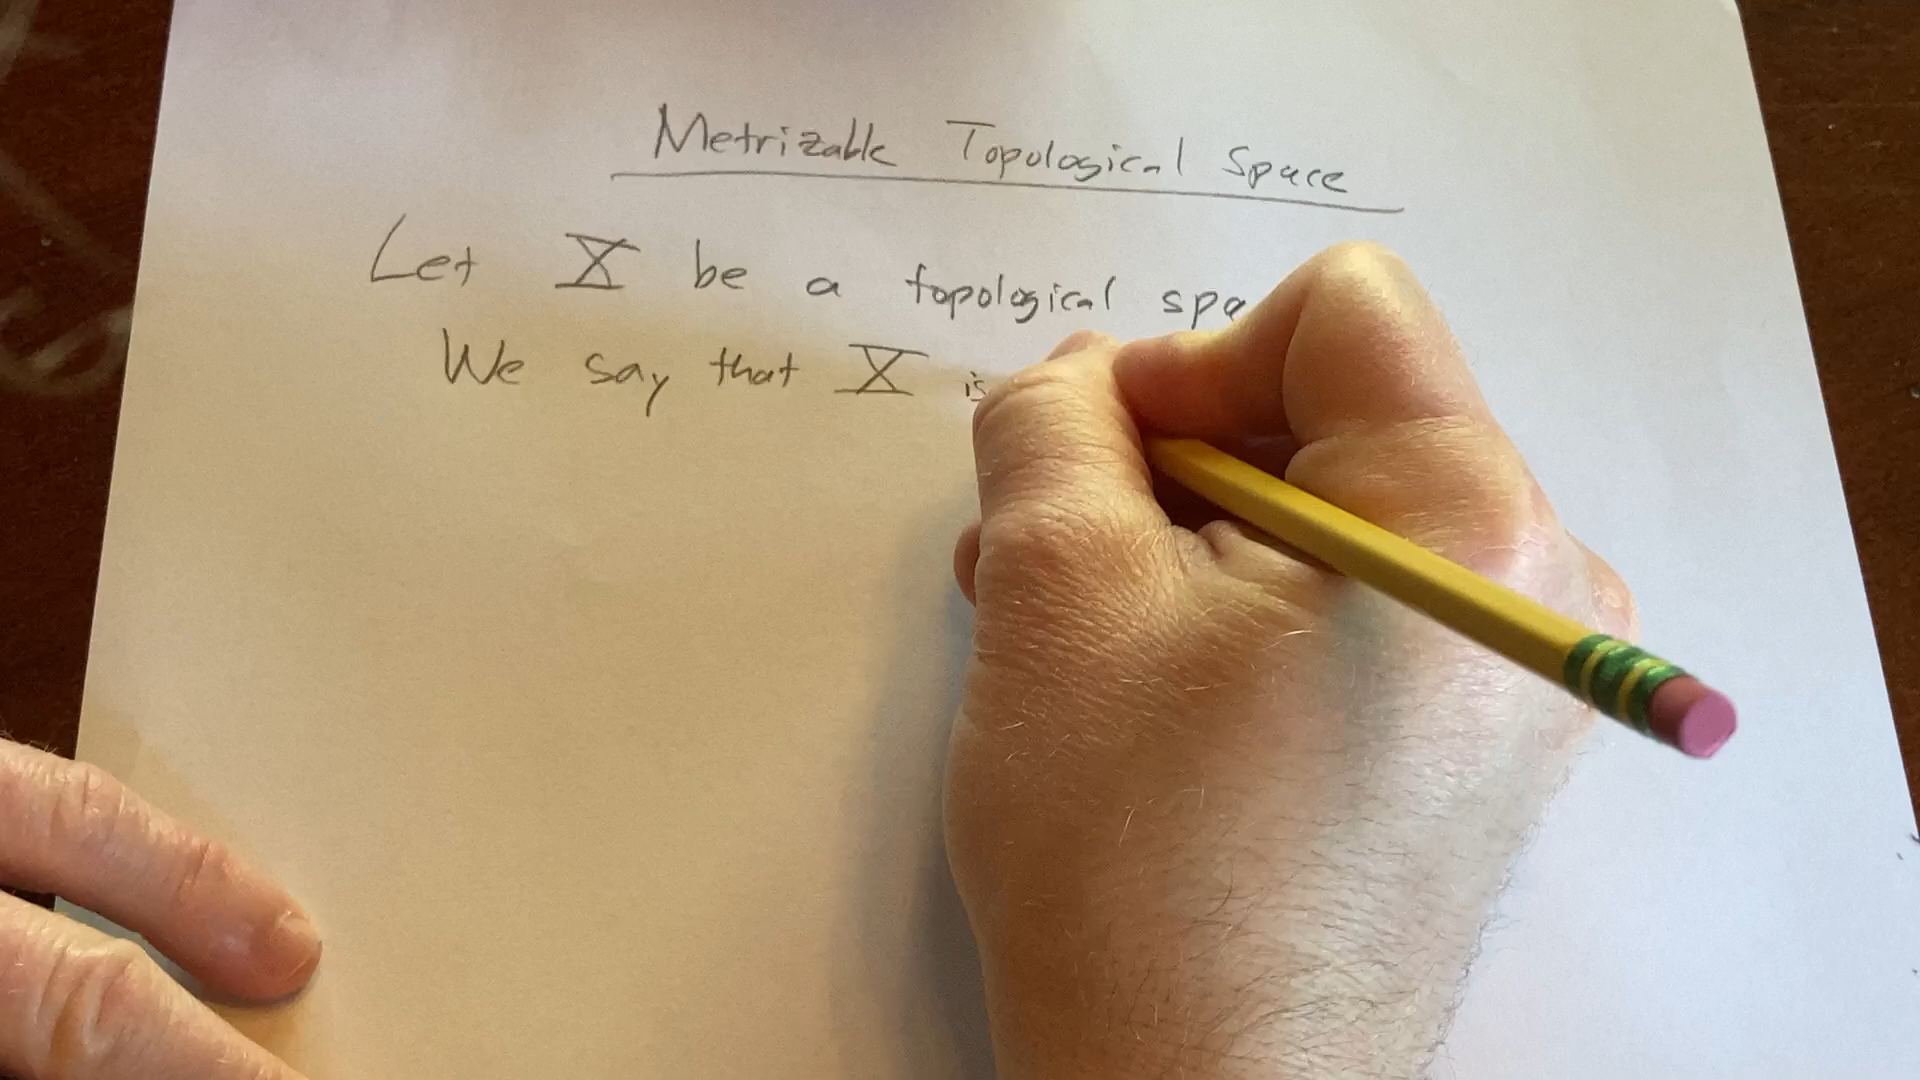 Metrizable Topological Space
Let X be a topological spa
We say that X is